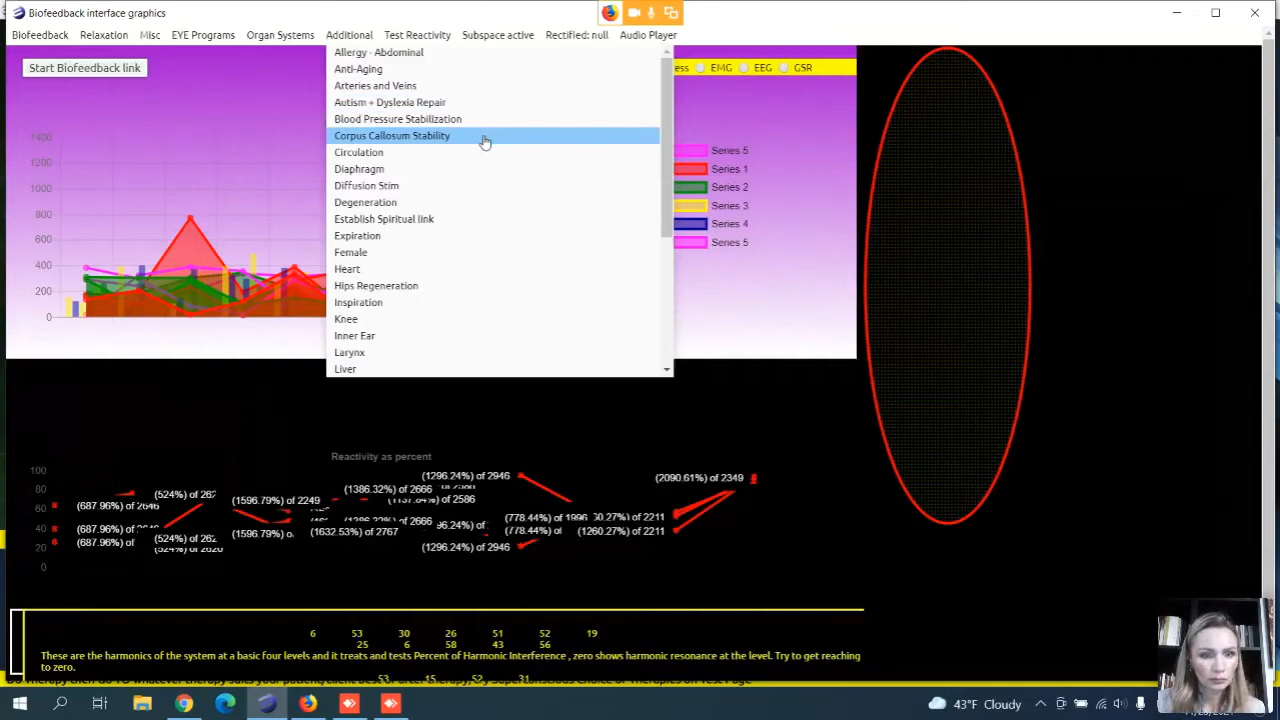 Biofeedback interface graphics
Biofeedback Relaxation Misc EYE Programs Organ Systems Additional Test Reactivity Subspace active Rectified: null Audio Player
Start Biofeedback link
EMG EEG GSR
Allergy - Abdominal
Anti-Aging
Arteries and Veins
Autism + Dyslexia Repair
Blood Pressure Stabilization
Corpus Callosum Stability
Circulation
Diaphragm
Diffusion Stim
Degeneration
Establish Spiritual link
Expiration
Female
Heart
Hips Regeneration
Inspiration
Knee
Inner Ear
Larynx
Liver
1400
1200
1000
800
600
400
200
0
Series 5
Series 1
Series 2
Series 3
Series 4
Series 5
Reactivity as percent
100
80
60
40
20
0
(1296.24%) of 2946
(2090.61%) of 2349
(1386.32%) of 2666
(1596.79%) of 2249
(687.96%) of 2646
(778.44%) of 1996
(1260.27%) of 2211
(1632.53%) of 2767
(687.96%) of
(1296.24%) of 2946
6 53 30 26 51 52 19
25 6 58 43 56
These are the harmonics of the system at a basic four levels and it treats and tests Percent of Harmonic Interference , zero shows harmonic resonance at the level. Try to get reaching
to zero.
53 15 52 31
43°F Cloudy